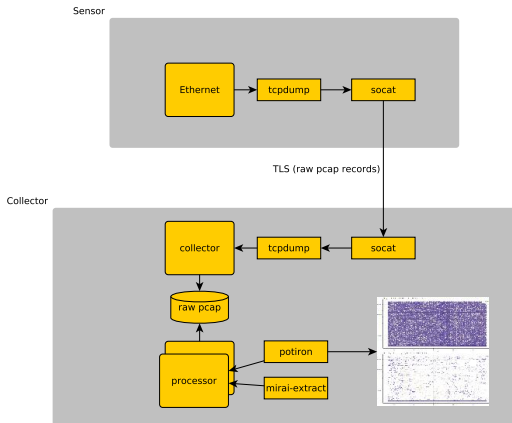 Sensor
Ethernet
tcpdump
socat
TLS (raw pcap records)
Collector
collector
tcpdump
socat
raw pcap
potiron
processor
mirai-extract